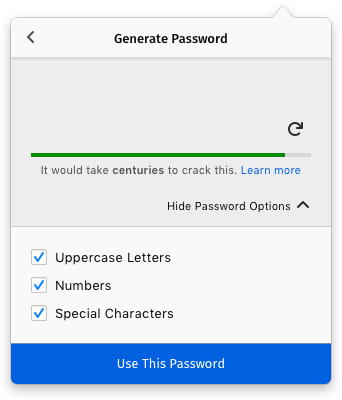 Generate Password
It would take centuries to crack this. Learn more
Hide Password Options
Uppercase Letters
Numbers
Special Characters
Use This Password